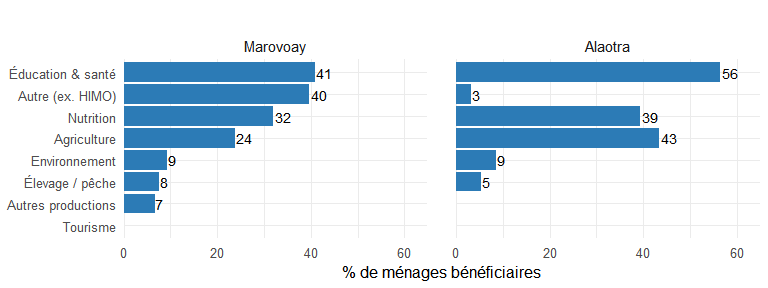 Marovoay Alaotra
Éducation & santé 41 56
Autre (ex. HIMO) 40 3
Nutrition 32 39
Agriculture 24 43
Environnement 9 9
Élevage / pêche 8 5
Autres productions 7
Tourisme
0 20 40 60 0 20 40 60
% de ménages bénéficiaires